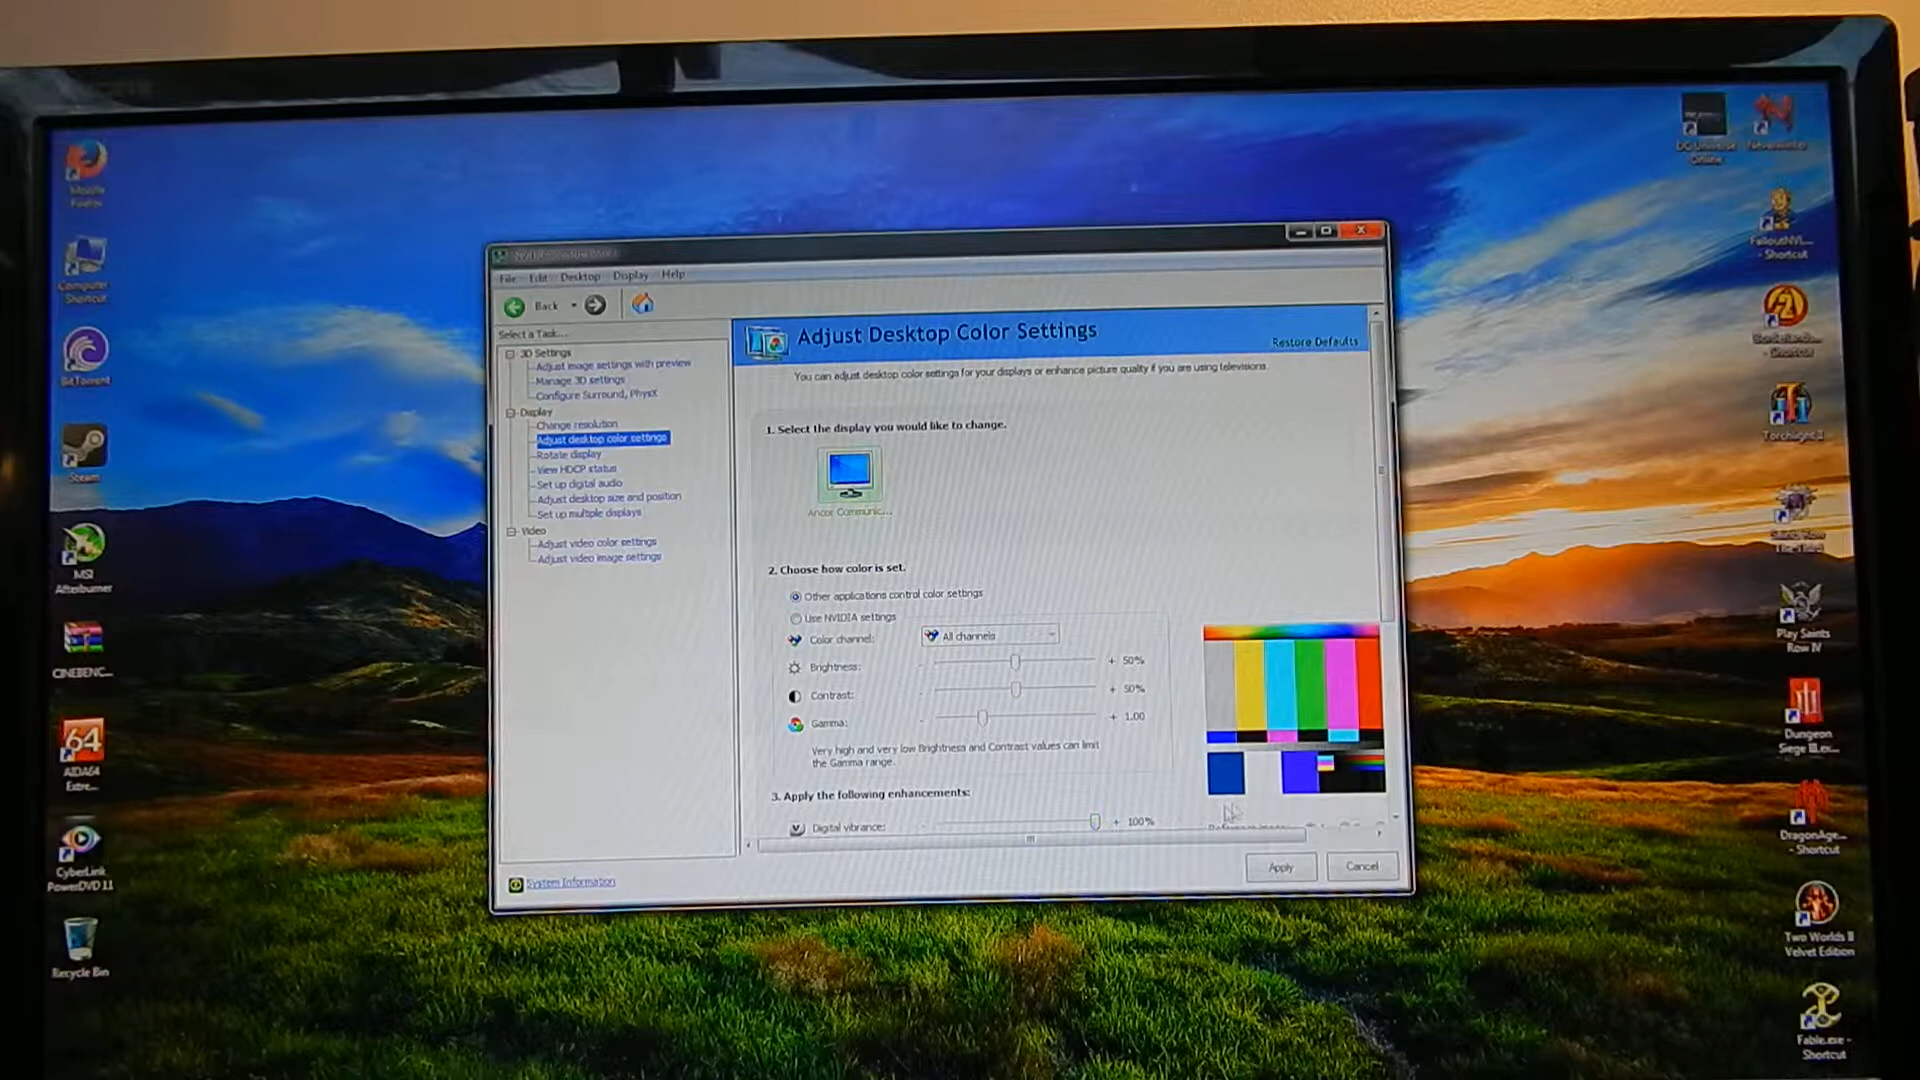 Mozilla
Firefox
Computer
Shortcut
BitTorrent
Steam
MSI
Afterburner
CINEBENC...
64
AIDA64
Extre...
CyberLink
PowerDVD 11
Recycle Bin
File Edit Desktop Display Help
Back
Select a Task...
3D Settings
Adjust image settings with preview
Manage 3D settings
Configure Surround, PhysX
Display
Change resolution
Adjust desktop color settings
Rotate display
View HDCP status
Set up digital audio
Adjust desktop size and position
Set up multiple displays
Video
Adjust video color settings
Adjust video image settings
System Information
Adjust Desktop Color Settings
Restore Defaults
You can adjust desktop color settings for your displays or enhance picture quality if you are using televisions.
1. Select the display you would like to change.
Ancor Communic...
2. Choose how color is set.
Other applications control color settings
Use NVIDIA settings
Color channel: All channels
Brightness: - + 50%
Contrast: - + 50%
Gamma: - + 1.00
Very high and very low Brightness and Contrast values can limit
the Gamma range.
3. Apply the following enhancements:
Digital vibrance: - + 100%
Apply Cancel
DC Universe
Online
FalloutNVL...
- Shortcut
- Shortcut
Play Saints
Row IV
Dungeon
Siege III.ex...
DragonAge...
- Shortcut
Two Worlds II
Velvet Edition
Fable.exe -
Shortcut